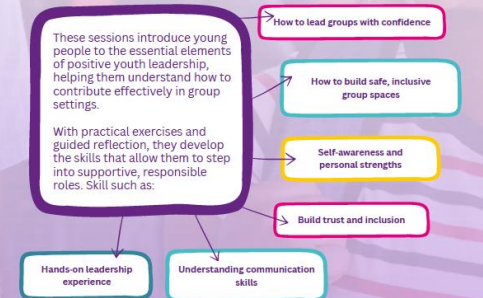 These sessions introduce young
people to the essential elements
of positive youth leadership,
helping them understand how to
contribute effectively in group
settings.
With practical exercises and
guided reflection, they develop
the skills that allow them to step
into supportive, responsible
roles. Skill such as:
How to lead groups with confidence
How to build safe, inclusive
group spaces
Self-awareness and
personal strengths
Build trust and inclusion
Understanding communication
skills
Hands-on leadership
experience